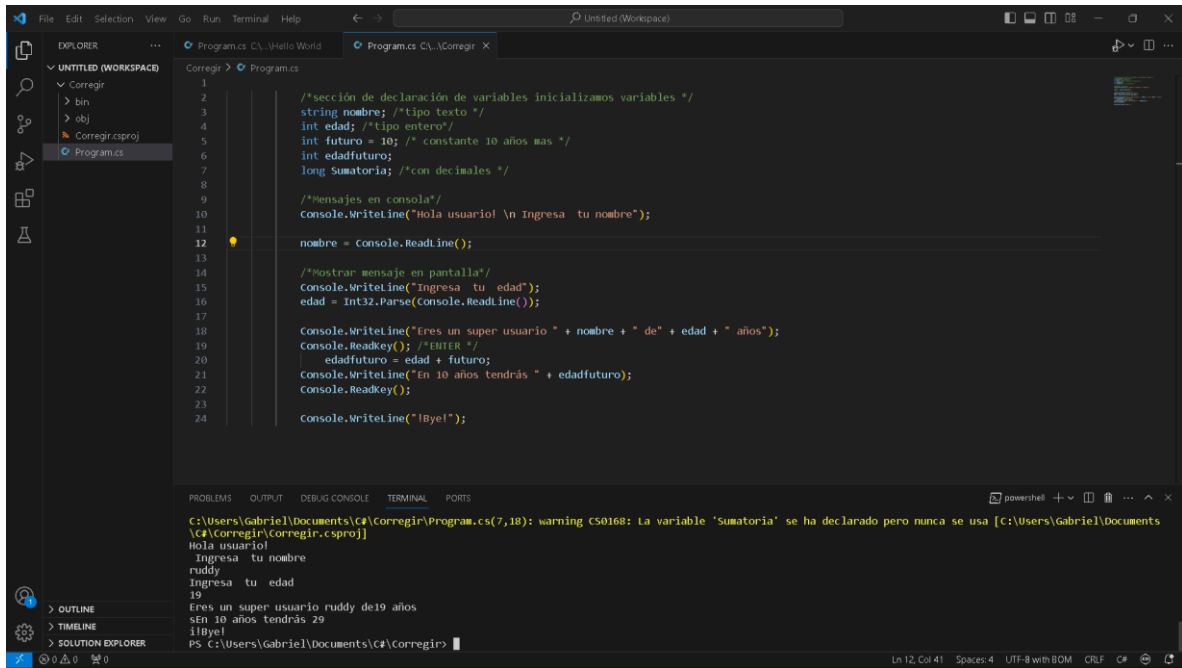 File Edit Selection View Go Run Terminal Help
Untitled (Workspace)
EXPLORER
Program.cs C:\...\Hello World
Program.cs C:\...\Corregir
UNTITLED (WORKSPACE)
Corregir
bin
obj
Corregir.csproj
Program.cs
Corregir > Program.cs
1
2 /*sección de declaración de variables inicializamos variables */
3 string nombre; /*tipo texto */
4 int edad; /*tipo entero*/
5 int futuro = 10; /* constante 10 años mas */
6 int edadfuturo;
7 long Sumatoria; /*con decimales */
8
9 /*Mensajes en consola*/
10 Console.WriteLine("Hola usuario! \n Ingresa  tu nombre");
11
12 nombre = Console.ReadLine();
13
14 /*Mostrar mensaje en pantalla*/
15 Console.WriteLine("Ingresa  tu  edad");
16 edad = Int32.Parse(Console.ReadLine());
17
18 Console.WriteLine("Eres un super usuario " + nombre + " de" + edad + " años");
19 Console.ReadKey(); /*ENTER */
20 edadfuturo = edad + futuro;
21 Console.WriteLine("En 10 años tendrás " + edadfuturo);
22 Console.ReadKey();
23
24 Console.WriteLine("!Bye!");
PROBLEMS OUTPUT DEBUG CONSOLE TERMINAL PORTS
powershell
C:\Users\Gabriel\Documents\C#\Corregir\Program.cs(7,18): warning CS0168: La variable 'Sumatoria' se ha declarado pero nunca se usa [C:\Users\Gabriel\Documents
\C#\Corregir\Corregir.csproj]
Hola usuario!
 Ingresa  tu nombre
ruddy
Ingresa  tu  edad
19
Eres un super usuario ruddy de19 años
sEn 10 años tendrás 29
i!Bye!
PS C:\Users\Gabriel\Documents\C#\Corregir>
1
OUTLINE
TIMELINE
SOLUTION EXPLORER
0 0 0
Ln 12, Col 41 Spaces: 4 UTF-8 with BOM CRLF C#